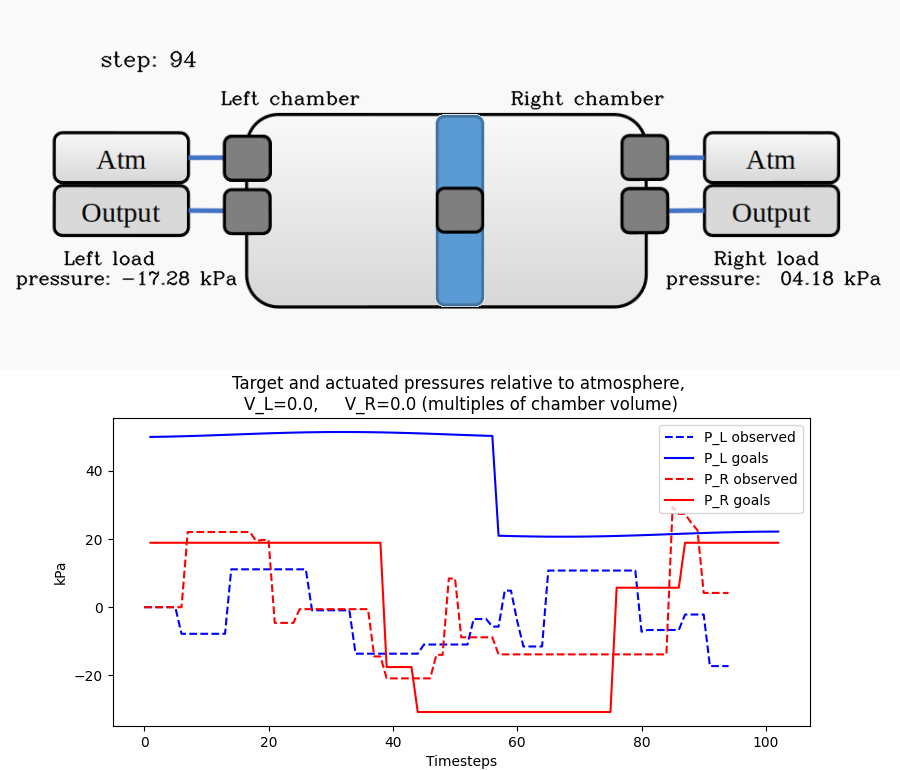 step: 94
Left chamber
Right chamber
Atm
Atm
Output
Output
Left load
pressure: −17.28 kPa
Right load
pressure:  04.18 kPa
Target and actuated pressures relative to atmosphere,
V_L=0.0,     V_R=0.0 (multiples of chamber volume)
P_L observed
P_L goals
P_R observed
P_R goals
kPa
40
20
0
−20
0 20 40 60 80 100
Timesteps